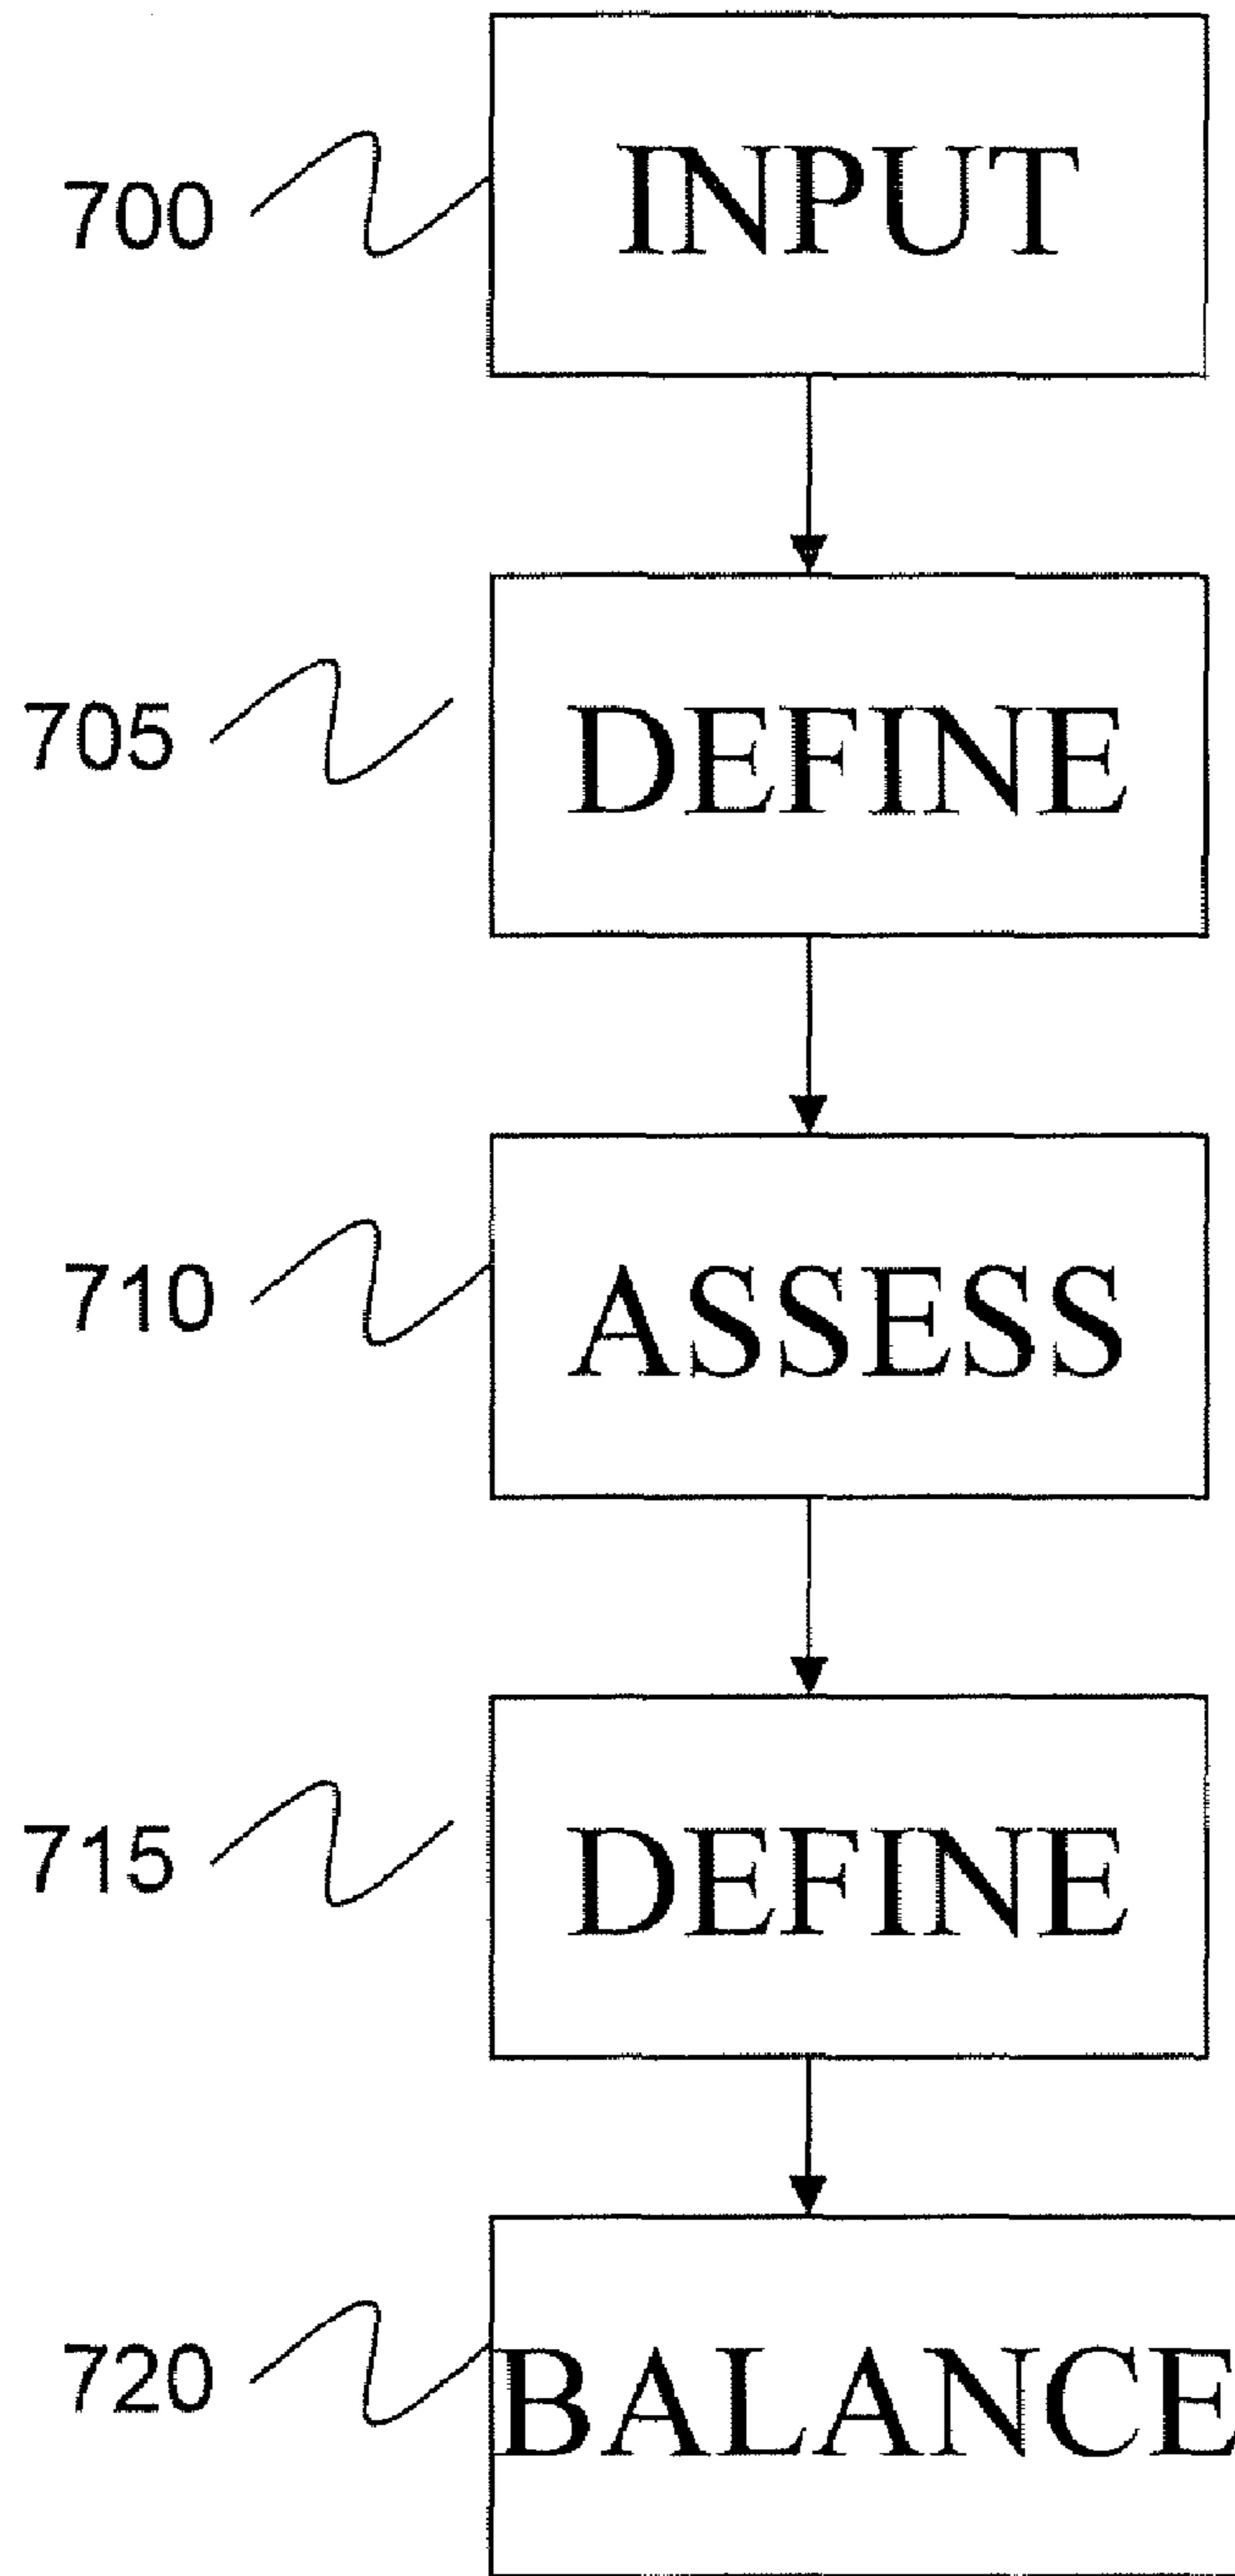 700 INPUT
705 DEFINE
710 ASSESS
715 DEFINE
720 BALANCE